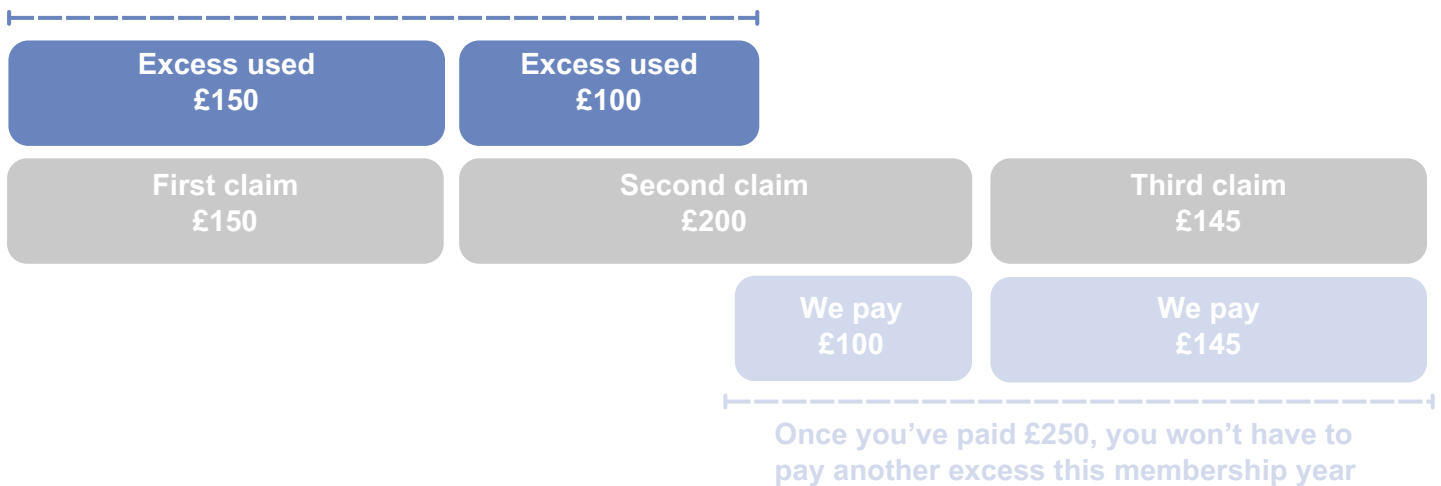 Excess used
£150
Excess used
£100
First claim
£150
Second claim
£200
Third claim
£145
We pay
£100
We pay
£145
Once you’ve paid £250, you won’t have to
pay another excess this membership year